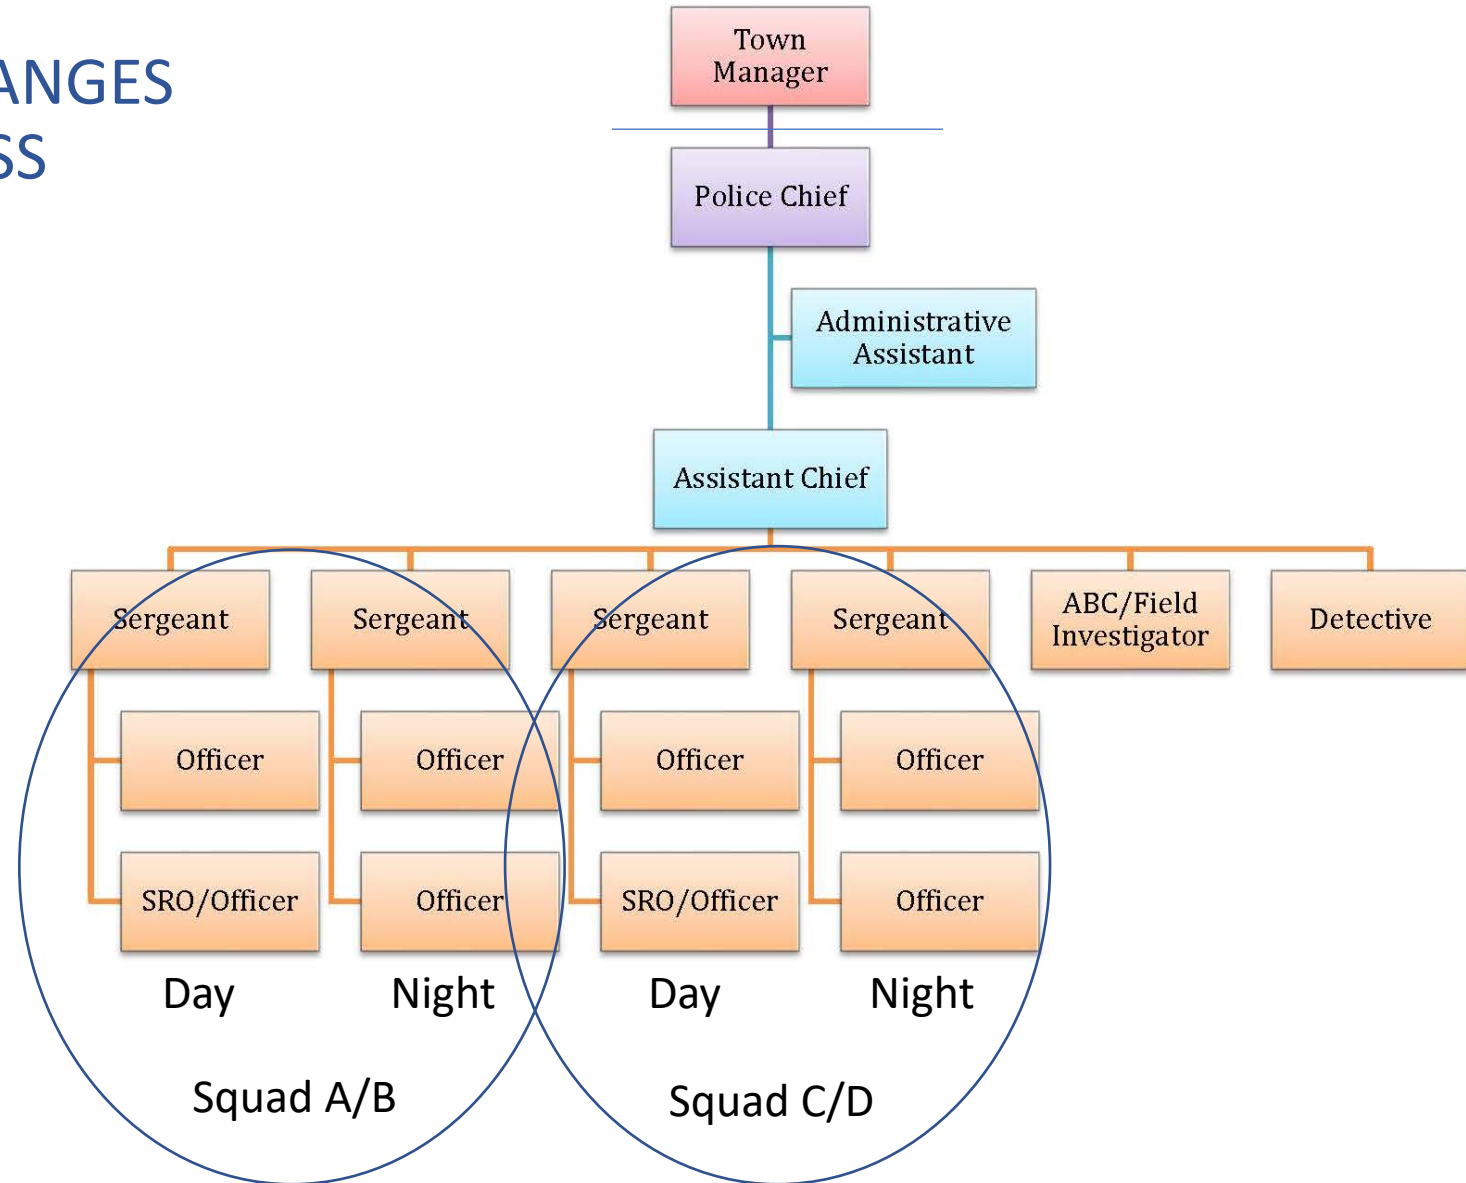 ANGES
SS
Town
Manager
Police Chief
Administrative
Assistant
Assistant Chief
Sergeant
Sergeant
Sergeant
Sergeant
ABC/Field
Investigator
Detective
Officer
Officer
Officer
Officer
SRO/Officer
Officer
SRO/Officer
Officer
Day
Night
Day
Night
Squad A/B
Squad C/D